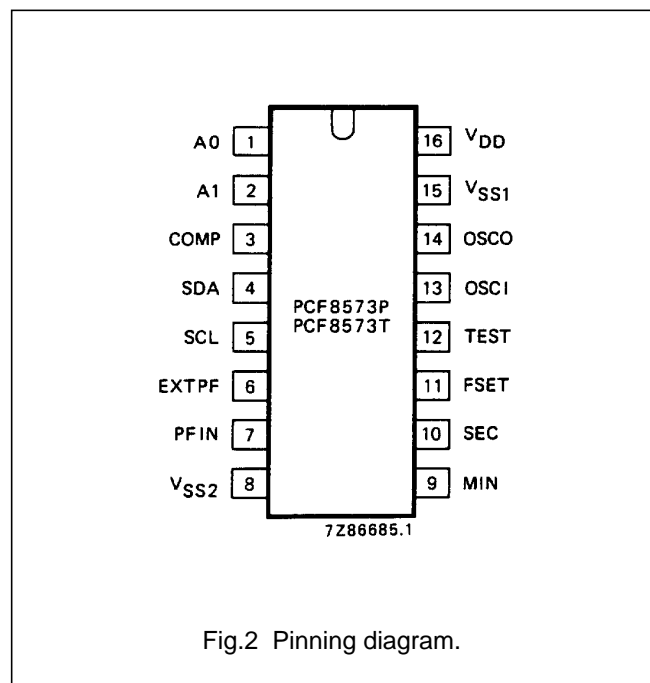 A0 1 16 VDD
A1 2 15 VSS1
COMP 3 14 OSCO
SDA 4 13 OSCI
PCF8573P
PCF8573T
SCL 5 12 TEST
EXTPF 6 11 FSET
PFIN 7 10 SEC
VSS2 8 9 MIN
7Z86685.1
Fig.2 Pinning diagram.